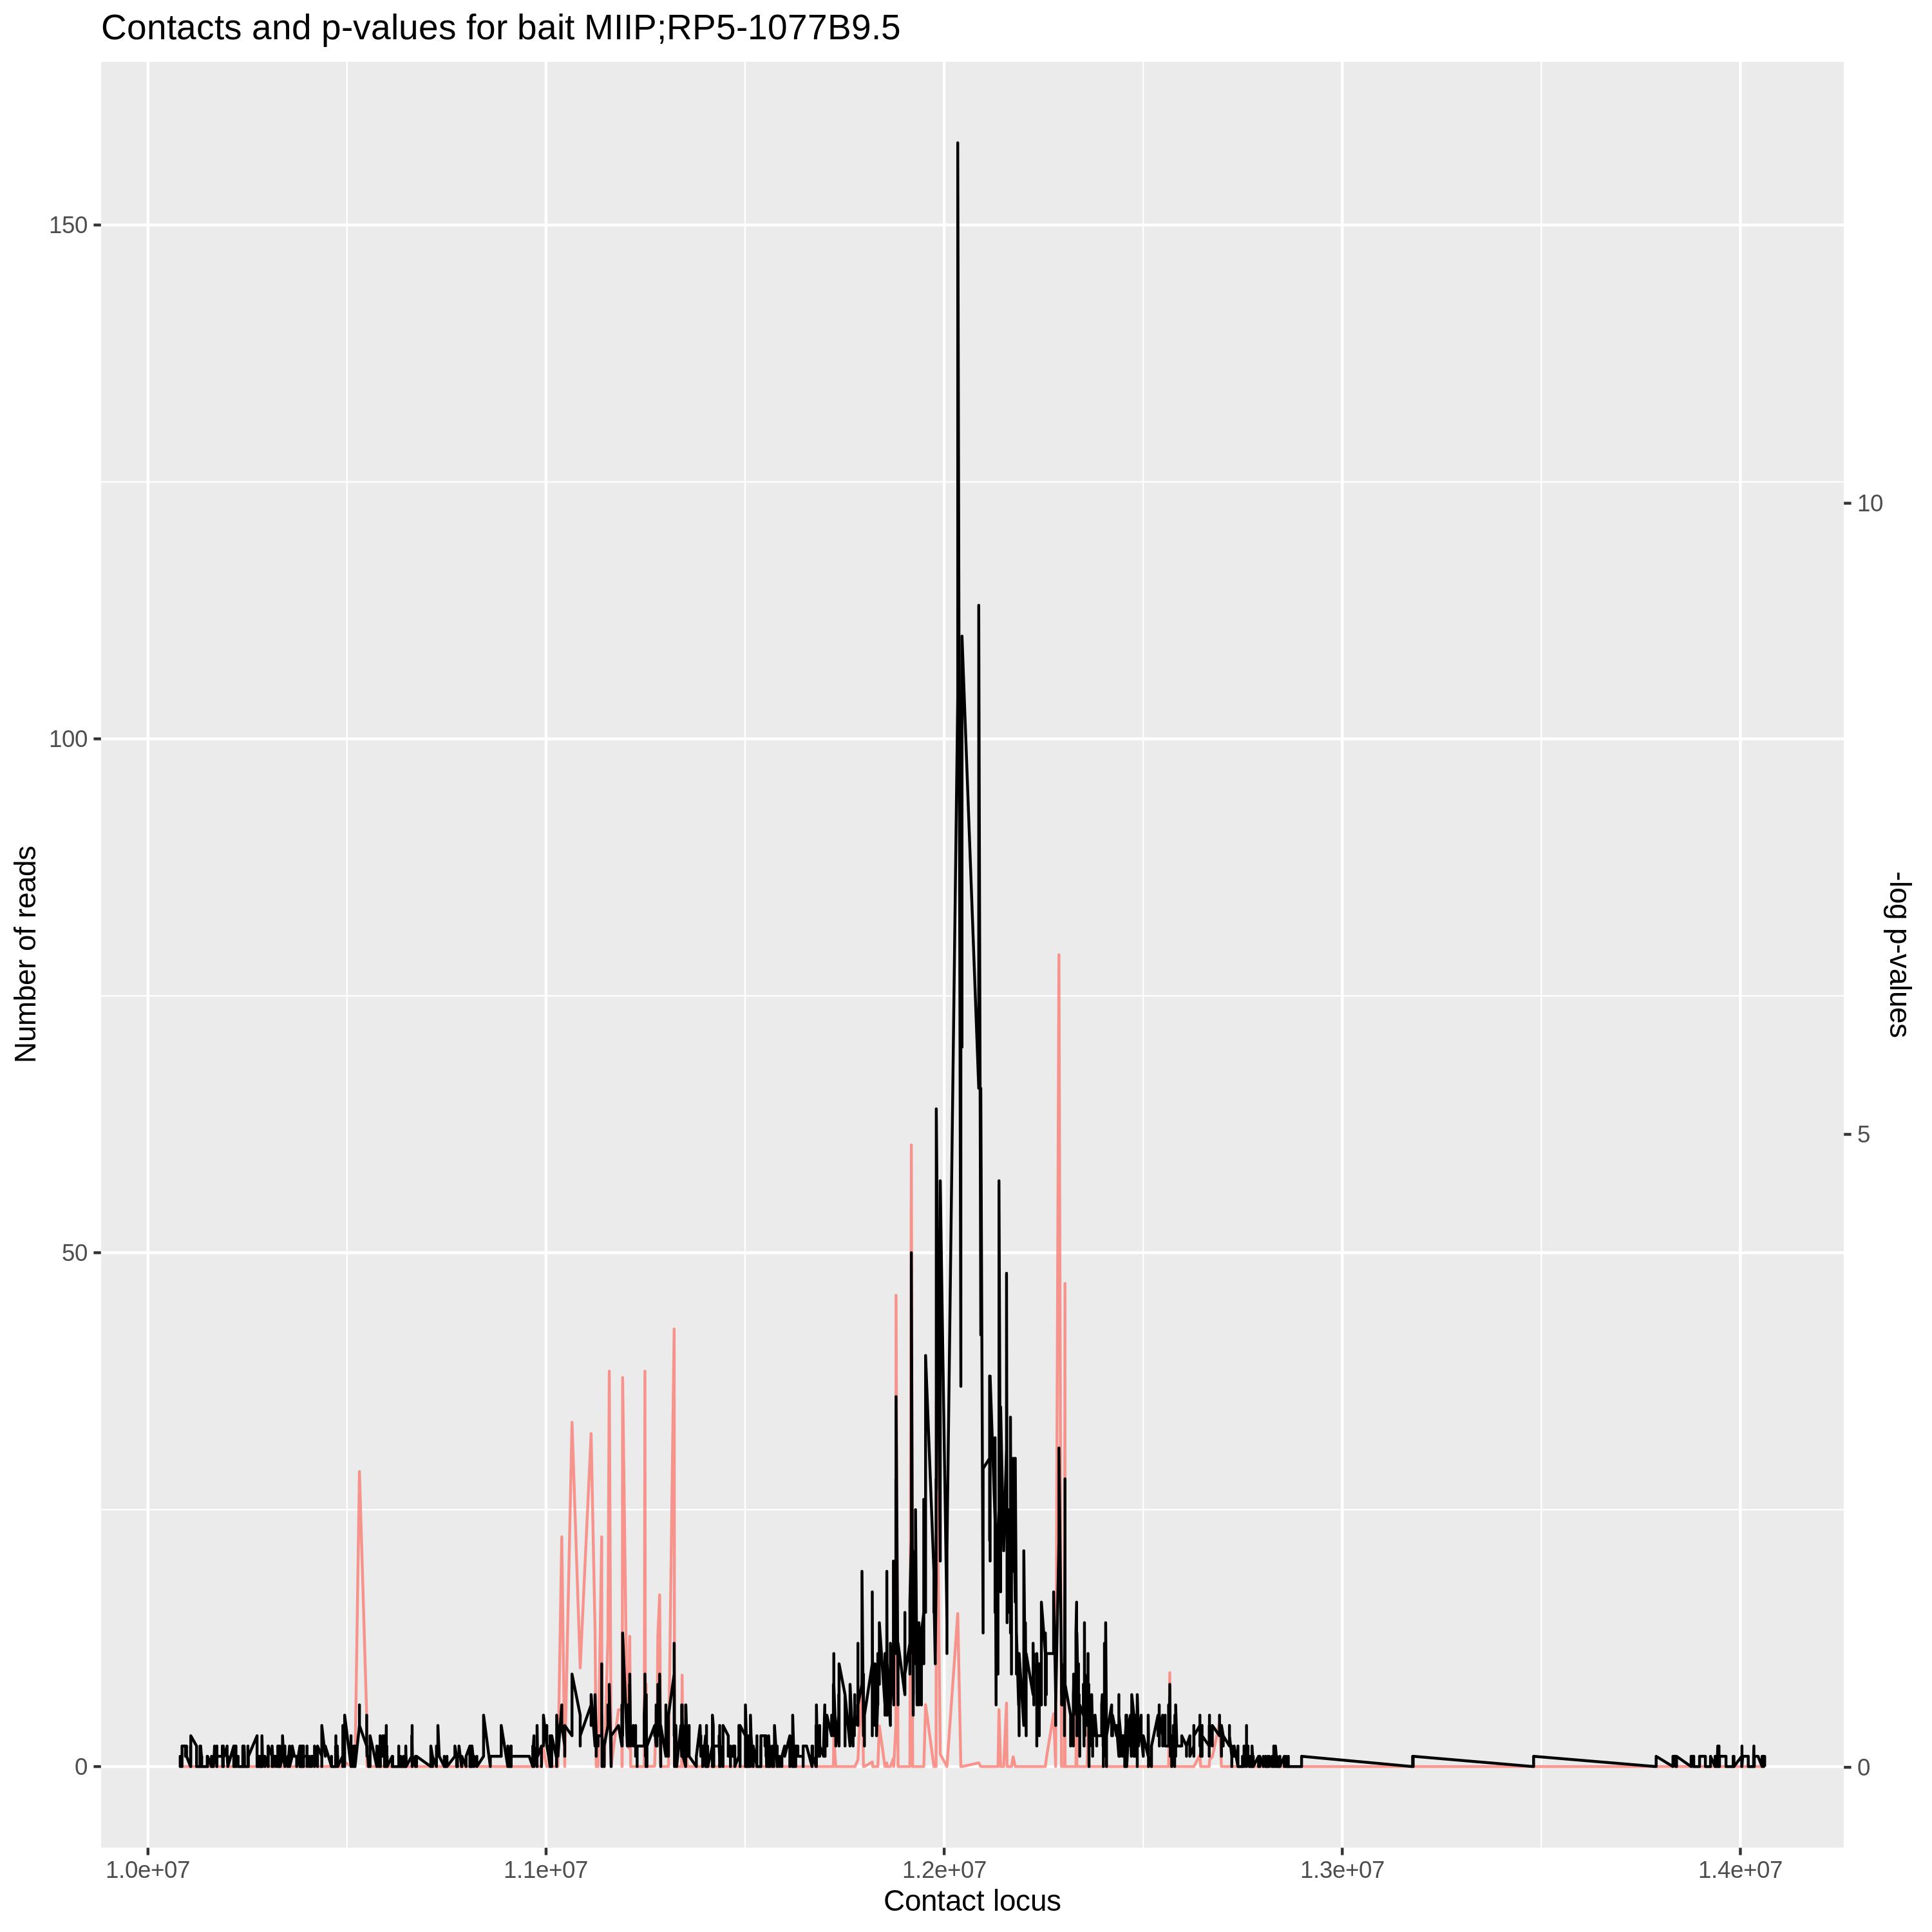 Contacts and p-values for bait MIIP;RP5-1077B9.5
150
100
50
0
Number of reads
10
5
0
-log p-values
1.0e+07
1.1e+07
1.2e+07
1.3e+07
1.4e+07
Contact locus